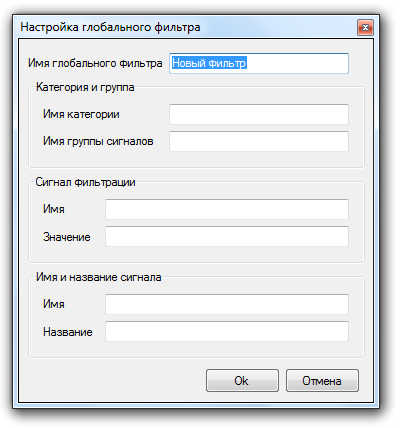 Настройка глобального фильтра
Имя глобального фильтра Новый фильтр
Категория и группа
Имя категории
Имя группы сигналов
Сигнал фильтрации
Имя
Значение
Имя и название сигнала
Имя
Название
Ok Отмена